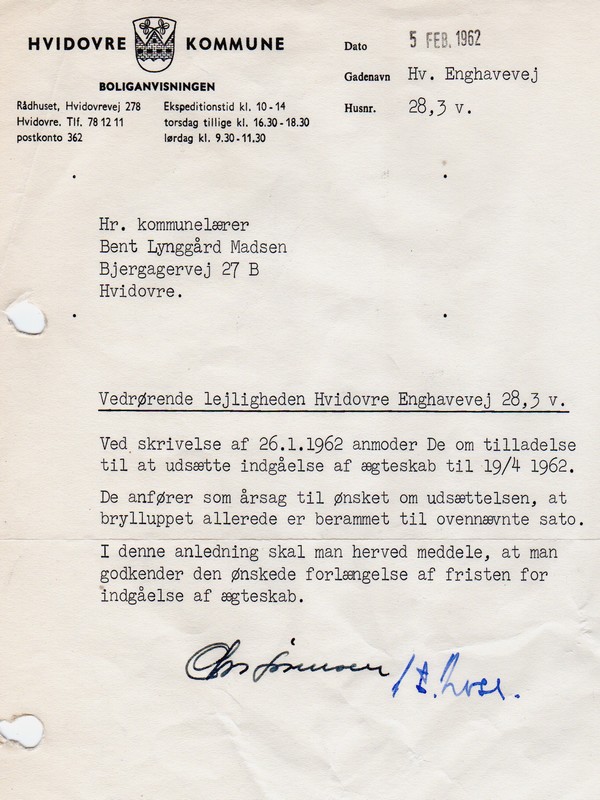 HVIDOVRE KOMMUNE
BOLIGANVISNINGEN
Rådhuset, Hvidovrevej 278
Hvidovre. Tlf. 78 12 11
postkonto 362
Ekspeditionstid kl. 10-14
torsdag tillige kl. 16.30-18.30
lørdag kl. 9.30-11.30
Dato 5 FEB. 1962
Gadenavn Hv. Enghavevej
Husnr. 28,3 v.
Hr. kommunelærer
Bent Lynggård Madsen
Bjergagervej 27 B
Hvidovre.
Vedrørende lejligheden Hvidovre Enghavevej 28,3 v.
Ved skrivelse af 26.1.1962 anmoder De om tilladelse
til at udsætte indgåelse af ægteskab til 19/4 1962.
De anfører som årsag til ønsket om udsættelsen, at
brylluppet allerede er berammet til ovennævnte sato.
I denne anledning skal man herved meddele, at man
godkender den ønskede forlængelse af fristen for
indgåelse af ægteskab.